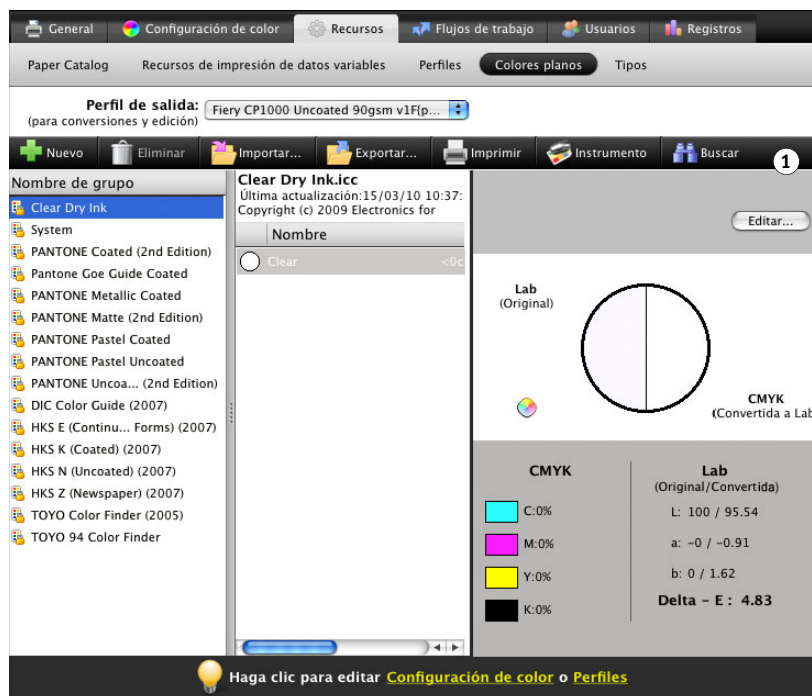 General Configuración de color Recursos Flujos de trabajo Usuarios Registros
Paper Catalog Recursos de impresión de datos variables Perfiles Colores planos Tipos
Perfil de salida: Fiery CP1000 Uncoated 90gsm v1F(p...
(para conversiones y edición)
Nuevo Eliminar Importar... Exportar... Imprimir Instrumento Buscar 1
Nombre de grupo
Clear Dry Ink
System
PANTONE Coated (2nd Edition)
Pantone Goe Guide Coated
PANTONE Metallic Coated
PANTONE Matte (2nd Edition)
PANTONE Pastel Coated
PANTONE Pastel Uncoated
PANTONE Uncoa... (2nd Edition)
DIC Color Guide (2007)
HKS E (Continu... Forms) (2007)
HKS K (Coated) (2007)
HKS N (Uncoated) (2007)
HKS Z (Newspaper) (2007)
TOYO Color Finder (2005)
TOYO 94 Color Finder
Clear Dry Ink.icc
Última actualización:15/03/10 10:37:
Copyright (c) 2009 Electronics for
Nombre
Clear <0c
Editar...
Lab
(Original)
CMYK
(Convertida a Lab
CMYK
C:0%
M:0%
Y:0%
K:0%
Lab
(Original/Convertida)
L: 100 / 95.54
a: -0 / -0.91
b: 0 / 1.62
Delta - E : 4.83
Haga clic para editar Configuración de color o Perfiles